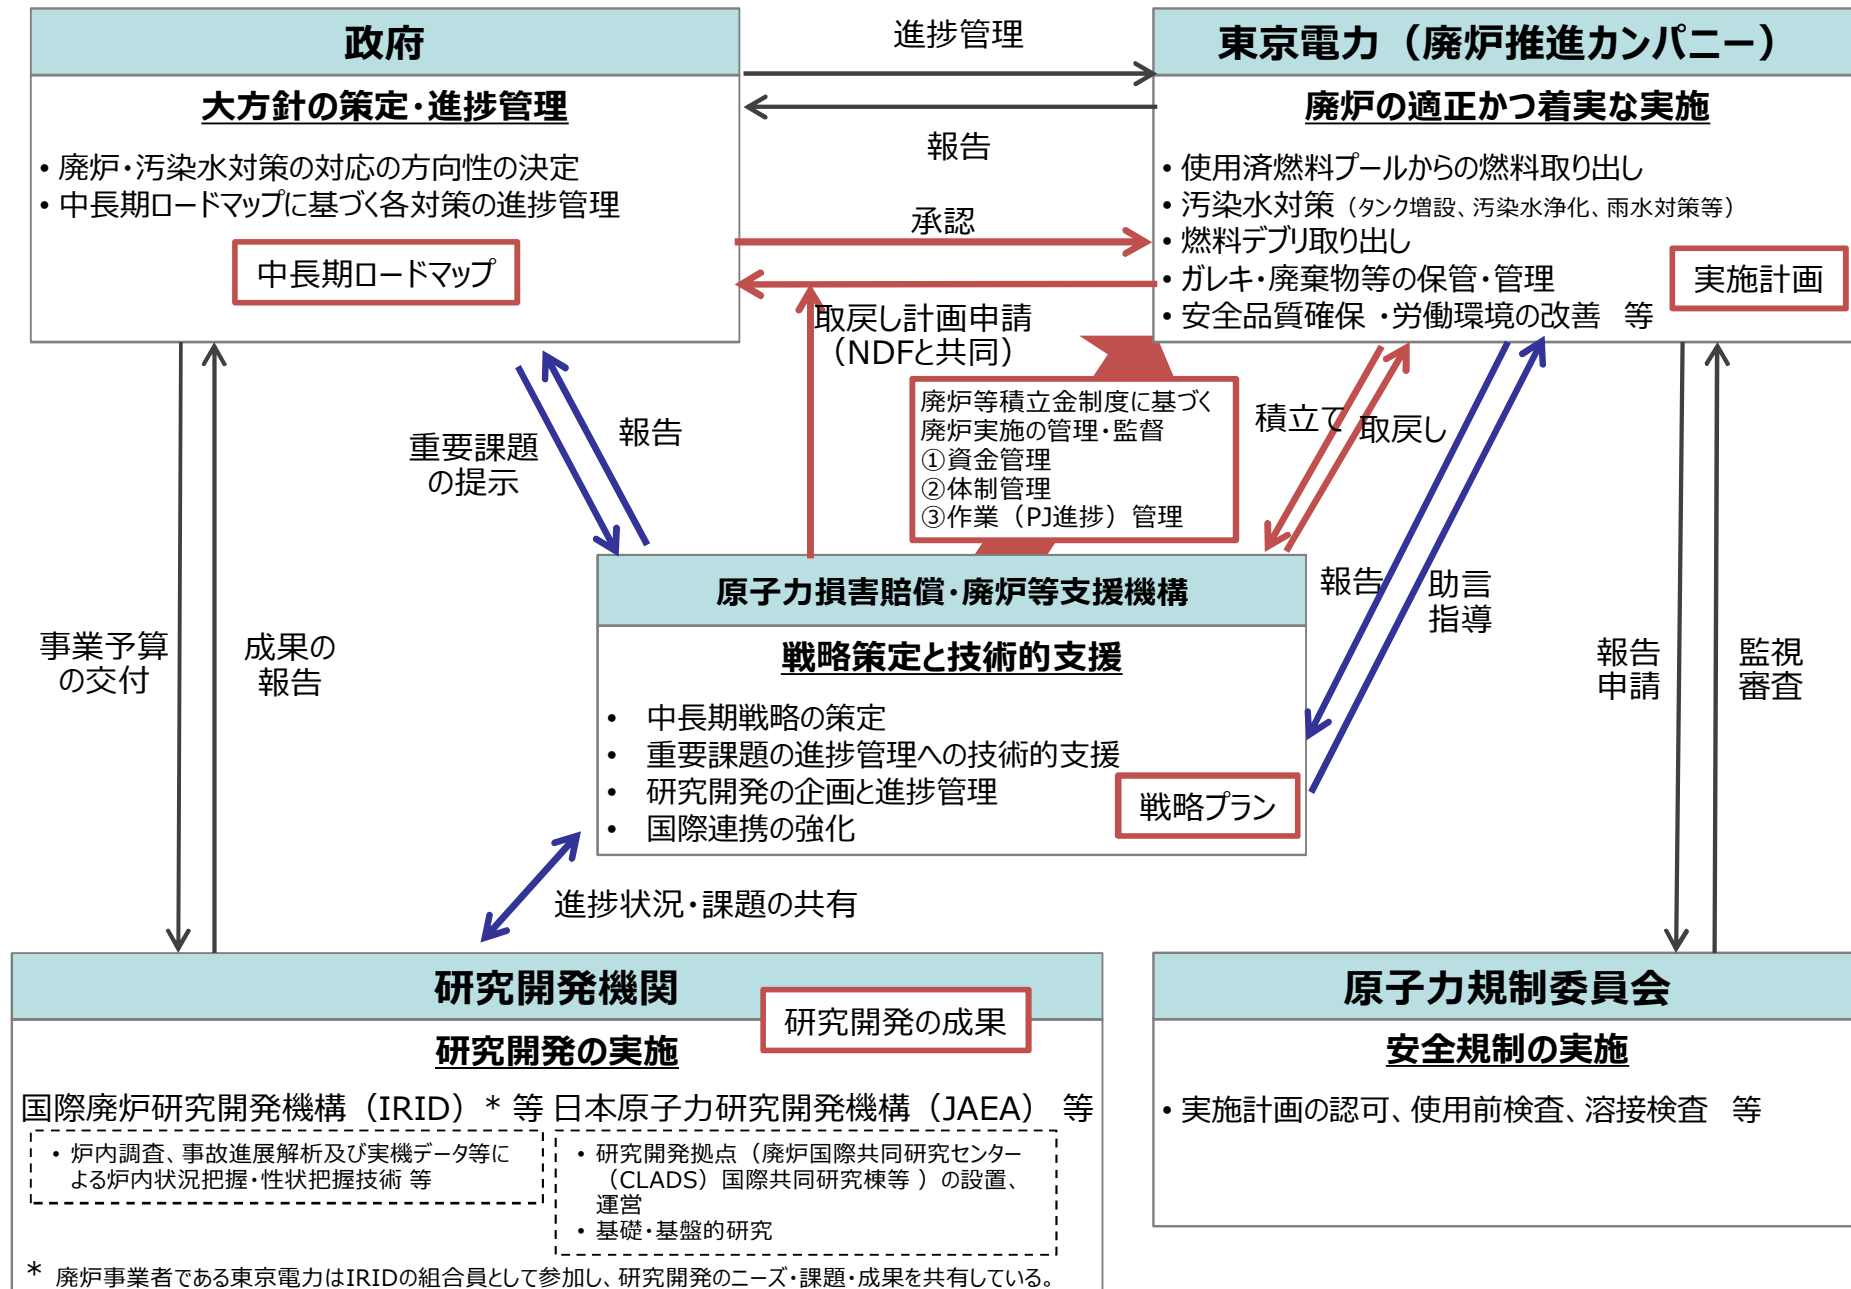 政府
大方針の策定・進捗管理
• 廃炉・汚染水対策の対応の方向性の決定
• 中長期ロードマップに基づく各対策の進捗管理
中長期ロードマップ
進捗管理
報告
承認
取戻し計画申請
（NDFと共同）
東京電力（廃炉推進カンパニー）
廃炉の適正かつ着実な実施
• 使用済燃料プールからの燃料取り出し
• 汚染水対策（タンク増設、汚染水浄化、雨水対策等）
• 燃料デブリ取り出し
• ガレキ・廃棄物等の保管・管理
• 安全品質確保 ・労働環境の改善 等
実施計画
重要課題
の提示
報告
廃炉等積立金制度に基づく
廃炉実施の管理・監督
①資金管理
②体制管理
③作業（PJ進捗）管理
積立て
取戻し
報告
助言
指導
事業予算
の交付
成果の
報告
原子力損害賠償・廃炉等支援機構
戦略策定と技術的支援
• 中長期戦略の策定
• 重要課題の進捗管理への技術的支援
• 研究開発の企画と進捗管理
• 国際連携の強化
戦略プラン
報告
申請
監視
審査
進捗状況・課題の共有
研究開発機関
研究開発の成果
研究開発の実施
国際廃炉研究開発機構（IRID）* 等
• 炉内調査、事故進展解析及び実機データ等に
よる炉内状況把握・性状把握技術 等
日本原子力研究開発機構（JAEA） 等
• 研究開発拠点（廃炉国際共同研究センター
（CLADS）国際共同研究棟等 ）の設置、
運営
• 基礎・基盤的研究
* 廃炉事業者である東京電力はIRIDの組合員として参加し、研究開発のニーズ・課題・成果を共有している。
原子力規制委員会
安全規制の実施
• 実施計画の認可、使用前検査、溶接検査 等